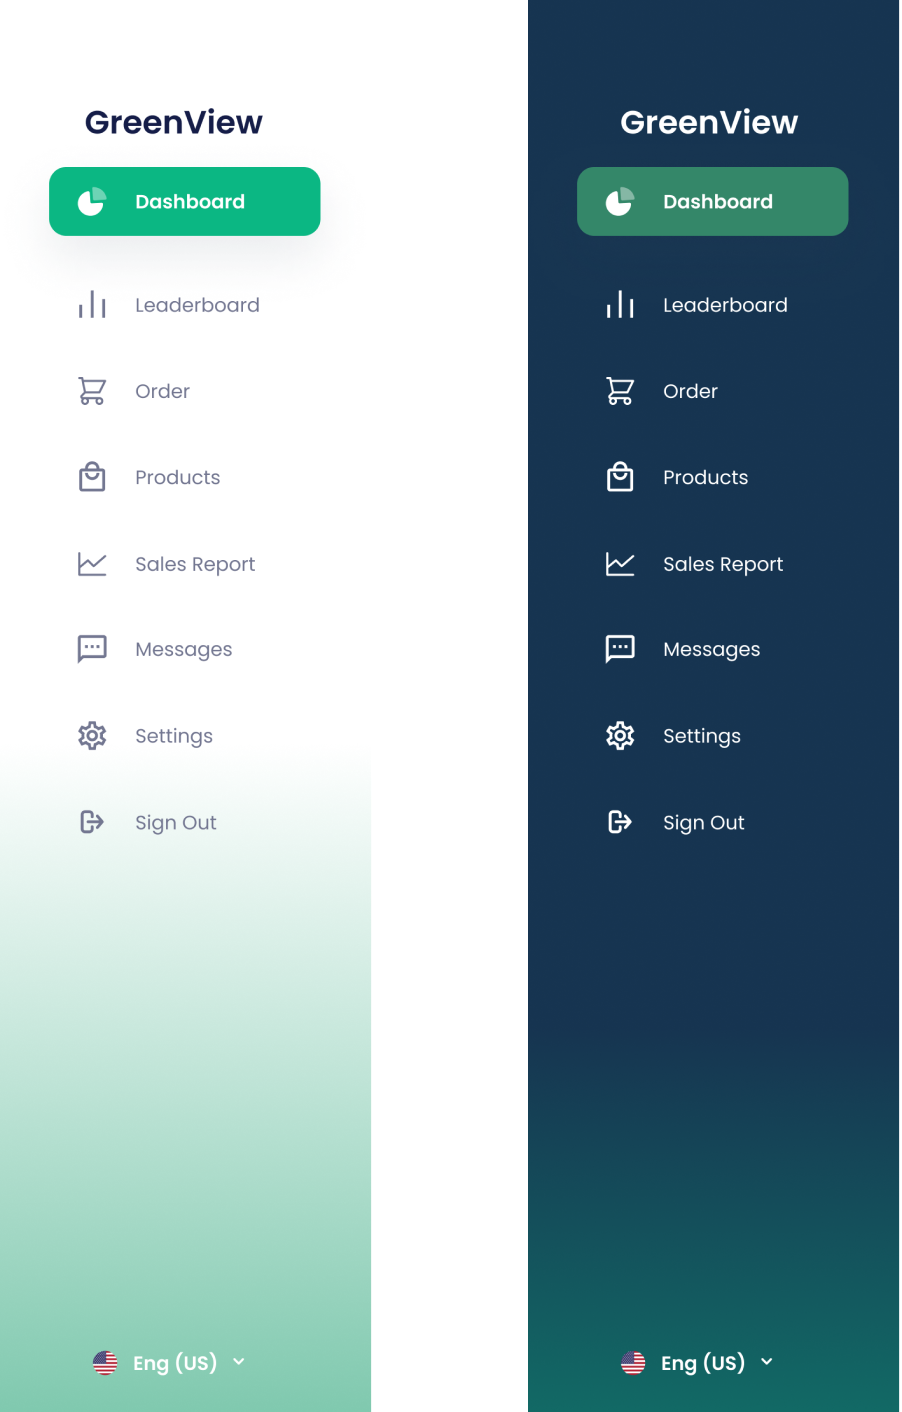 GreenView
Dashboard
Leaderboard
Order
Products
Sales Report
Messages
Settings
Sign Out
Eng (US)
GreenView
Dashboard
Leaderboard
Order
Products
Sales Report
Messages
Settings
Sign Out
Eng (US)